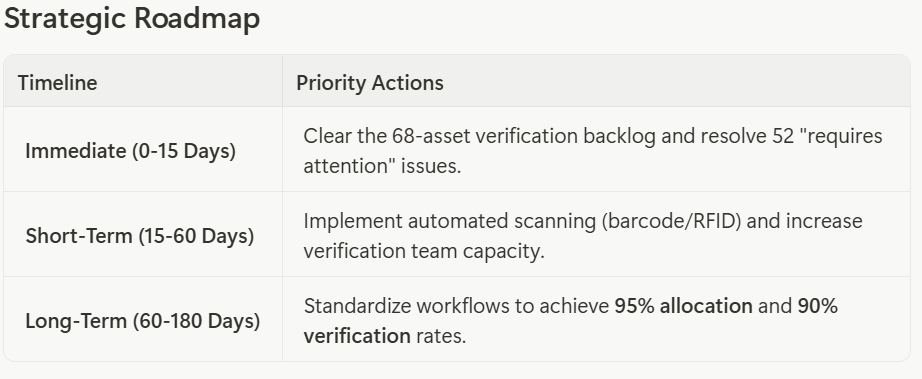 Strategic Roadmap
Timeline
Priority Actions
Immediate (0-15 Days)
Clear the 68-asset verification backlog and resolve 52 "requires
attention" issues.
Short-Term (15-60 Days)
Implement automated scanning (barcode/RFID) and increase
verification team capacity.
Long-Term (60-180 Days)
Standardize workflows to achieve 95% allocation and 90%
verification rates.